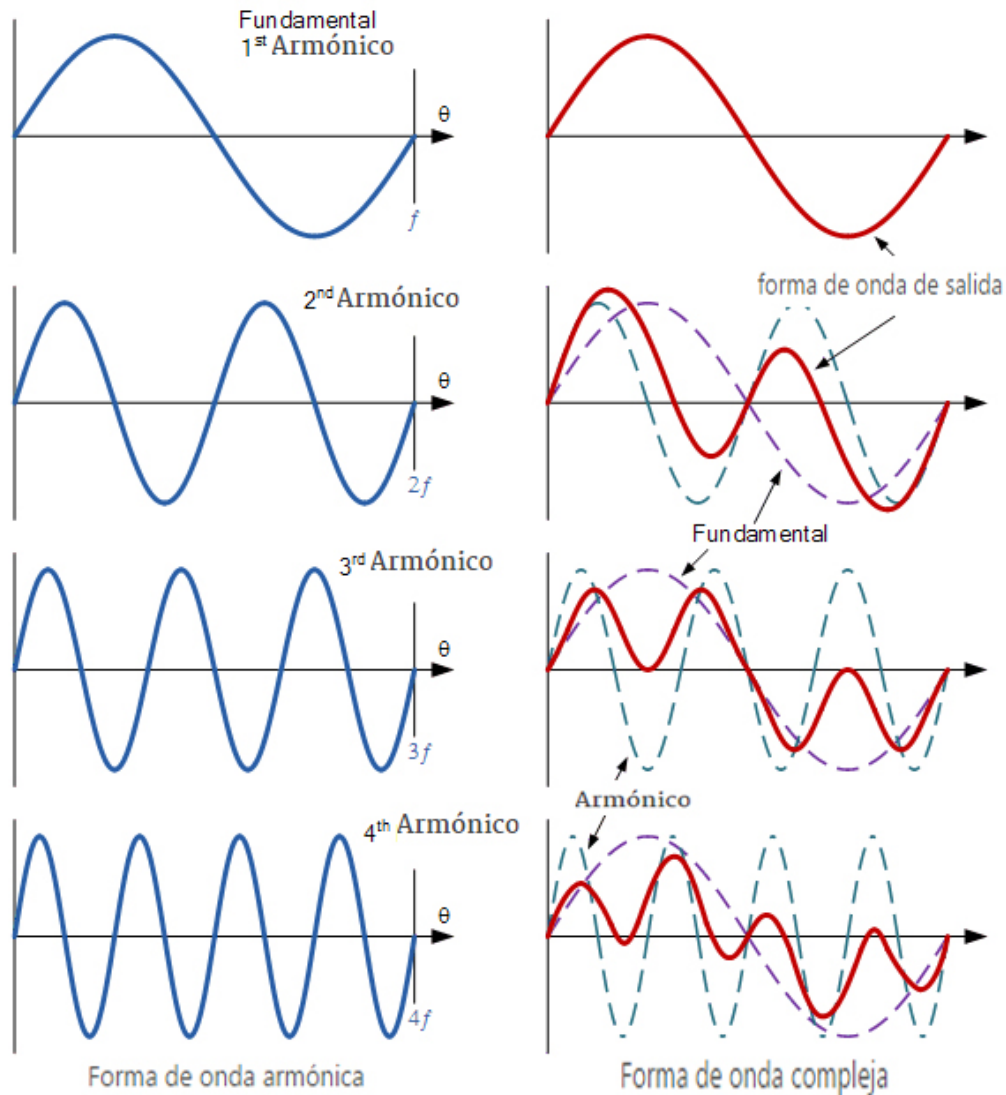 Fundamental
1st Armónico
θ
f
forma de onda de salida
2nd Armónico
θ
2f
Fundamental
3rd Armónico
θ
3f
Armónico
4th Armónico
θ
4f
Forma de onda armónica
Forma de onda compleja